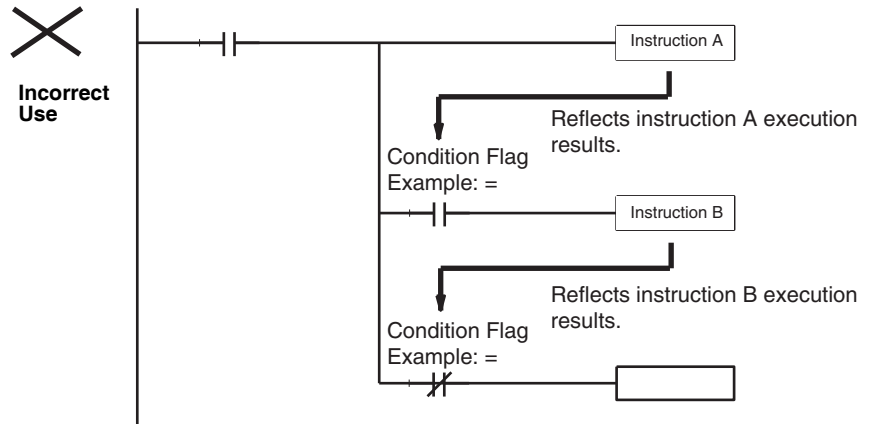 Incorrect
Use
Instruction A
Reflects instruction A execution
results.
Condition Flag
Example: =
Instruction B
Reflects instruction B execution
results.
Condition Flag
Example: =